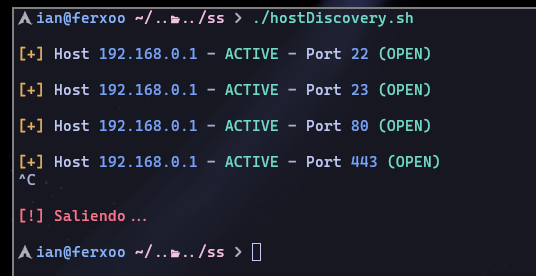 ian@ferxoo ~/../ss > ./hostDiscovery.sh
[+] Host 192.168.0.1 - ACTIVE - Port 22 (OPEN)
[+] Host 192.168.0.1 - ACTIVE - Port 23 (OPEN)
[+] Host 192.168.0.1 - ACTIVE - Port 80 (OPEN)
[+] Host 192.168.0.1 - ACTIVE - Port 443 (OPEN)
^C
[!] Saliendo...
ian@ferxoo ~/../ss >